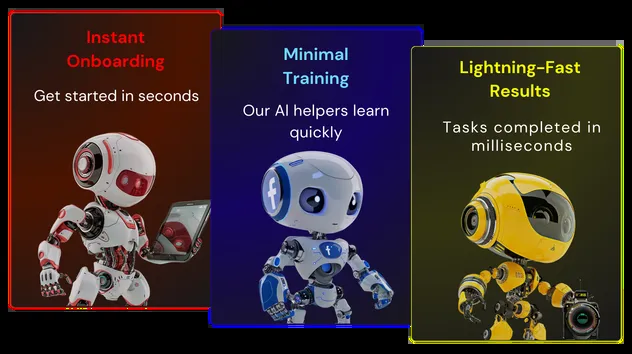 Instant
Onboarding
Get started in seconds
Minimal
Training
Our AI helpers learn
quickly
f
f
Lightning-Fast
Results
Tasks completed in
milliseconds